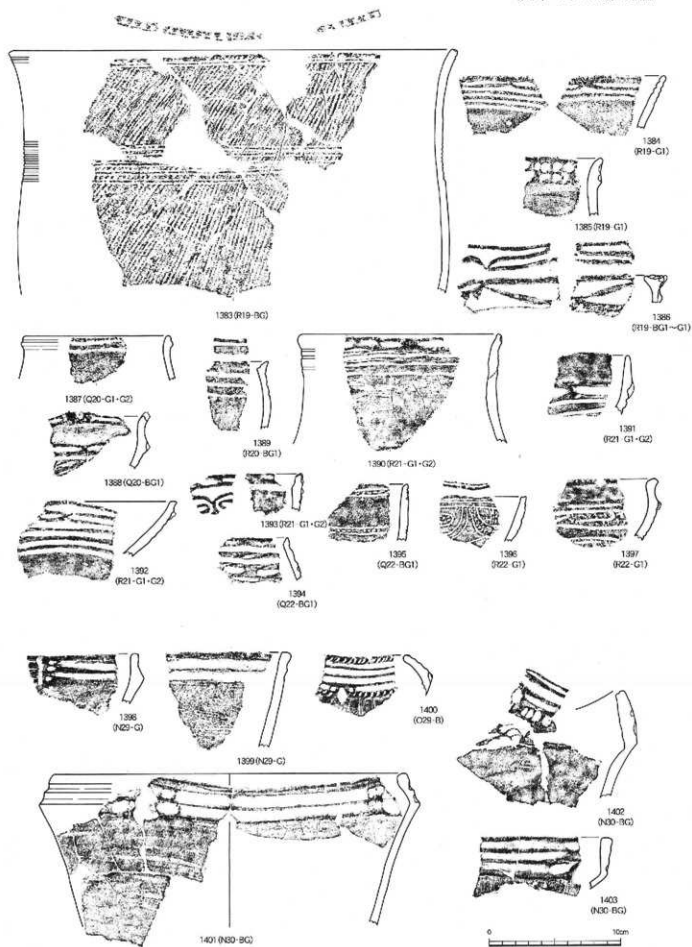 1383 (R19-BG)
1384
(R19-G1)
1385 (R19-G1)
1386
(R19-BG1～G1)
1387 (Q20-G1・G2)
1388 (Q20-BG1)
1389
(R20-BG1)
1390 (R21-G1・G2)
1391
(R21-G1・G2)
1392
(R21-G1・G2)
1393 (R21-G1・G2)
1394
(Q22-BG1)
1395
(Q22-BG1)
1396
(R22-G1)
1397
(R22-G1)
1398
(N29-G)
1399 (N29-G)
1400
(O29-B)
1401 (N30-BG)
1402
(N30-BG)
1403
(N30-BG)
0 10cm